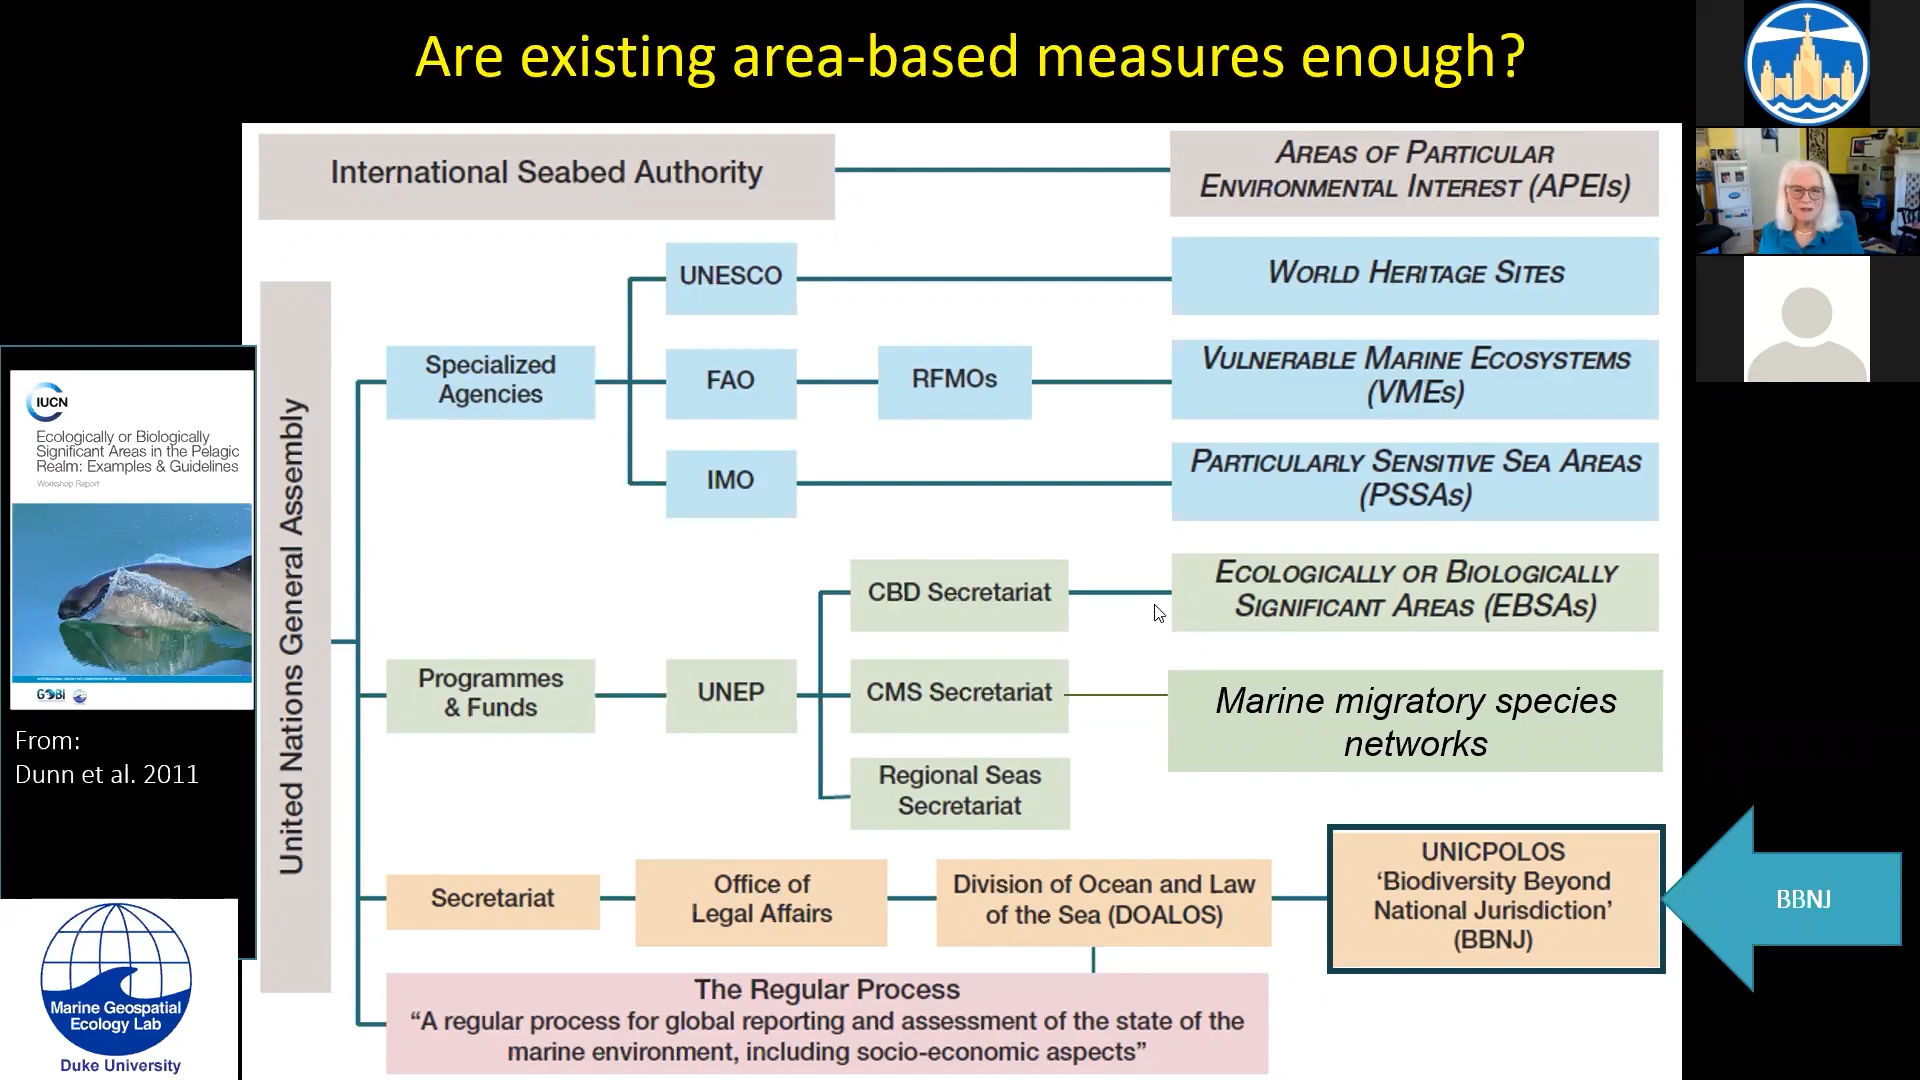 Are existing area-based measures enough?
International Seabed Authority
AREAS OF PARTICULAR
ENVIRONMENTAL INTEREST (APEIs)
United Nations General Assembly
Specialized
Agencies
UNESCO
WORLD HERITAGE SITES
FAO
RFMOs
VULNERABLE MARINE ECOSYSTEMS
(VMEs)
IMO
PARTICULARLY SENSITIVE SEA AREAS
(PSSAs)
Programmes
& Funds
UNEP
CBD Secretariat
ECOLOGICALLY OR BIOLOGICALLY
SIGNIFICANT AREAS (EBSAs)
CMS Secretariat
Marine migratory species
networks
Regional Seas
Secretariat
Secretariat
Office of
Legal Affairs
Division of Ocean and Law
of the Sea (DOALOS)
UNICPOLOS
‘Biodiversity Beyond
National Jurisdiction’
(BBNJ)
BBNJ
The Regular Process
“A regular process for global reporting and assessment of the state of the
marine environment, including socio-economic aspects”
IUCN
Ecologically or Biologically
Significant Areas in the Pelagic
Realm: Examples & Guidelines
Workshop Report
GOBI
From:
Dunn et al. 2011
Marine Geospatial
Ecology Lab
Duke University